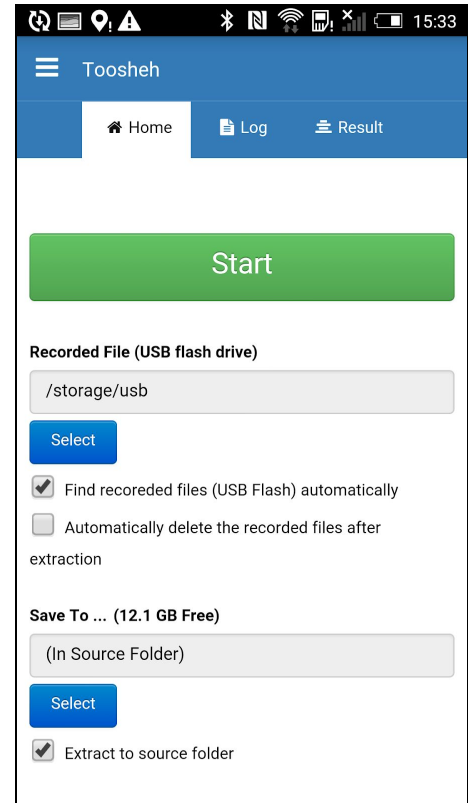 15:33
Toosheh
Home Log Result
Start
Recorded File (USB flash drive)
/storage/usb
Select
Find recoreded files (USB Flash) automatically
Automatically delete the recorded files after
extraction
Save To ... (12.1 GB Free)
(In Source Folder)
Select
Extract to source folder